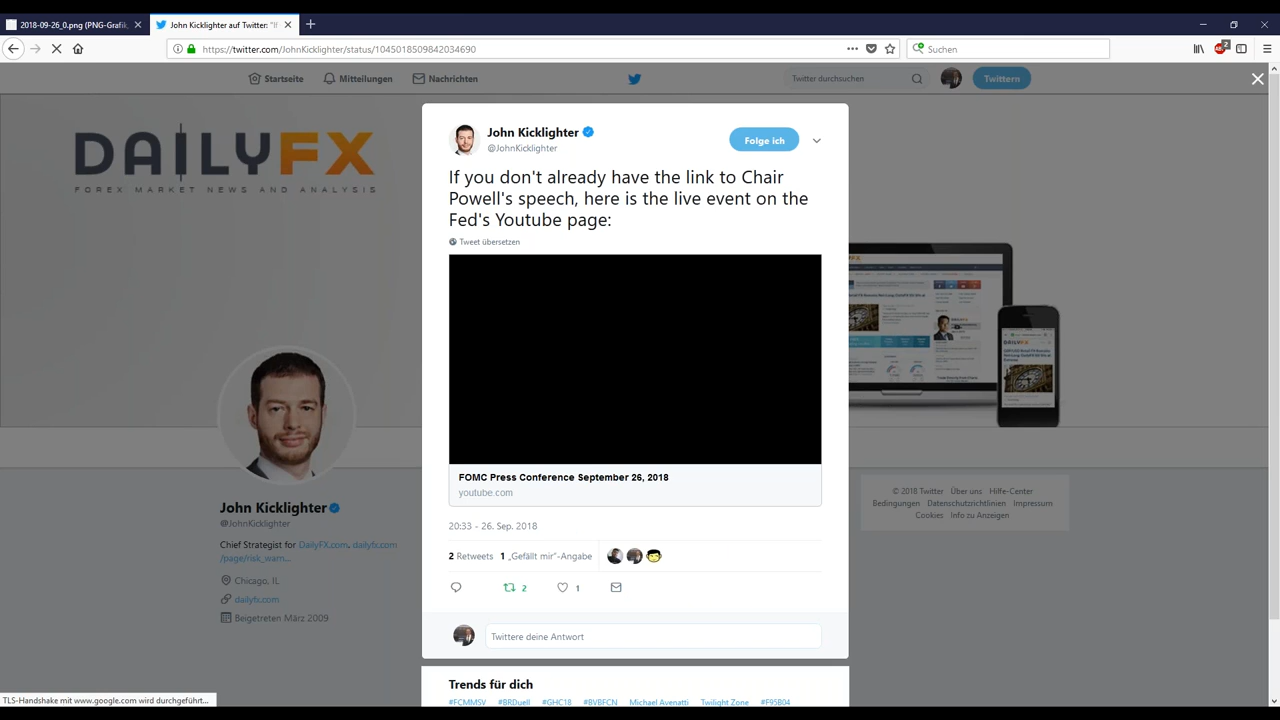 2018-09-26_0.png (PNG-Grafik,
John Kicklighter auf Twitter: "If
https://twitter.com/JohnKicklighter/status/1045018509842034690
Suchen
2
Startseite
Mitteilungen
Nachrichten
Twitter durchsuchen
Twittern
DAILYFX
FOREX MARKET NEWS AND ANALYSIS
John Kicklighter
@JohnKicklighter
Folge ich
If you don't already have the link to Chair
Powell's speech, here is the live event on the
Fed's Youtube page:
Tweet übersetzen
FOMC Press Conference September 26, 2018
youtube.com
20:33 - 26. Sep. 2018
2 Retweets 1 „Gefällt mir“-Angabe
2
1
Twittere deine Antwort
Trends für dich
#FCMMSV #BRDuell #GHC18 #BVBFCN Michael Avenatti Twilight Zone #F95B04
John Kicklighter
@JohnKicklighter
Chief Strategist for DailyFX.com, dailyfx.com
/page/risk_warn...
Chicago, IL
dailyfx.com
Beigetreten März 2009
© 2018 Twitter Über uns Hilfe-Center
Bedingungen Datenschutzrichtlinien Impressum
Cookies Info zu Anzeigen
TLS-Handshake mit www.google.com wird durchgeführt...